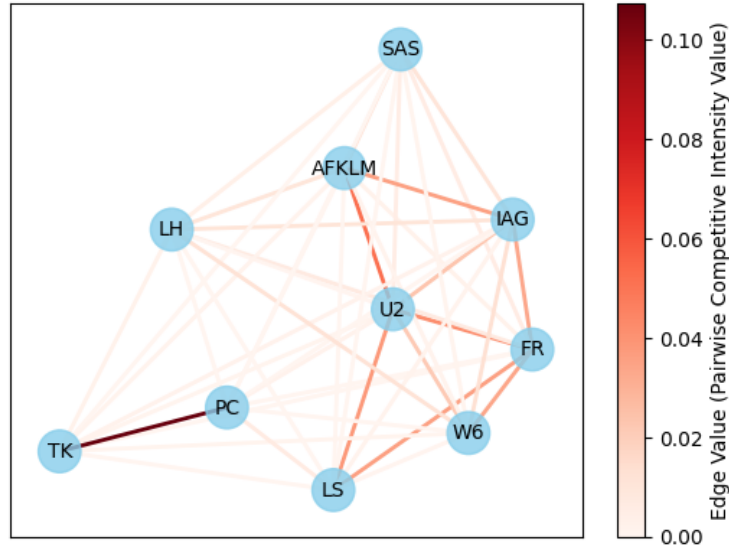 SAS
AFKLM
LH
IAG
U2
FR
PC
W6
TK
LS
0.10
0.08
0.06
0.04
0.02
0.00
Edge Value (Pairwise Competitive Intensity Value)